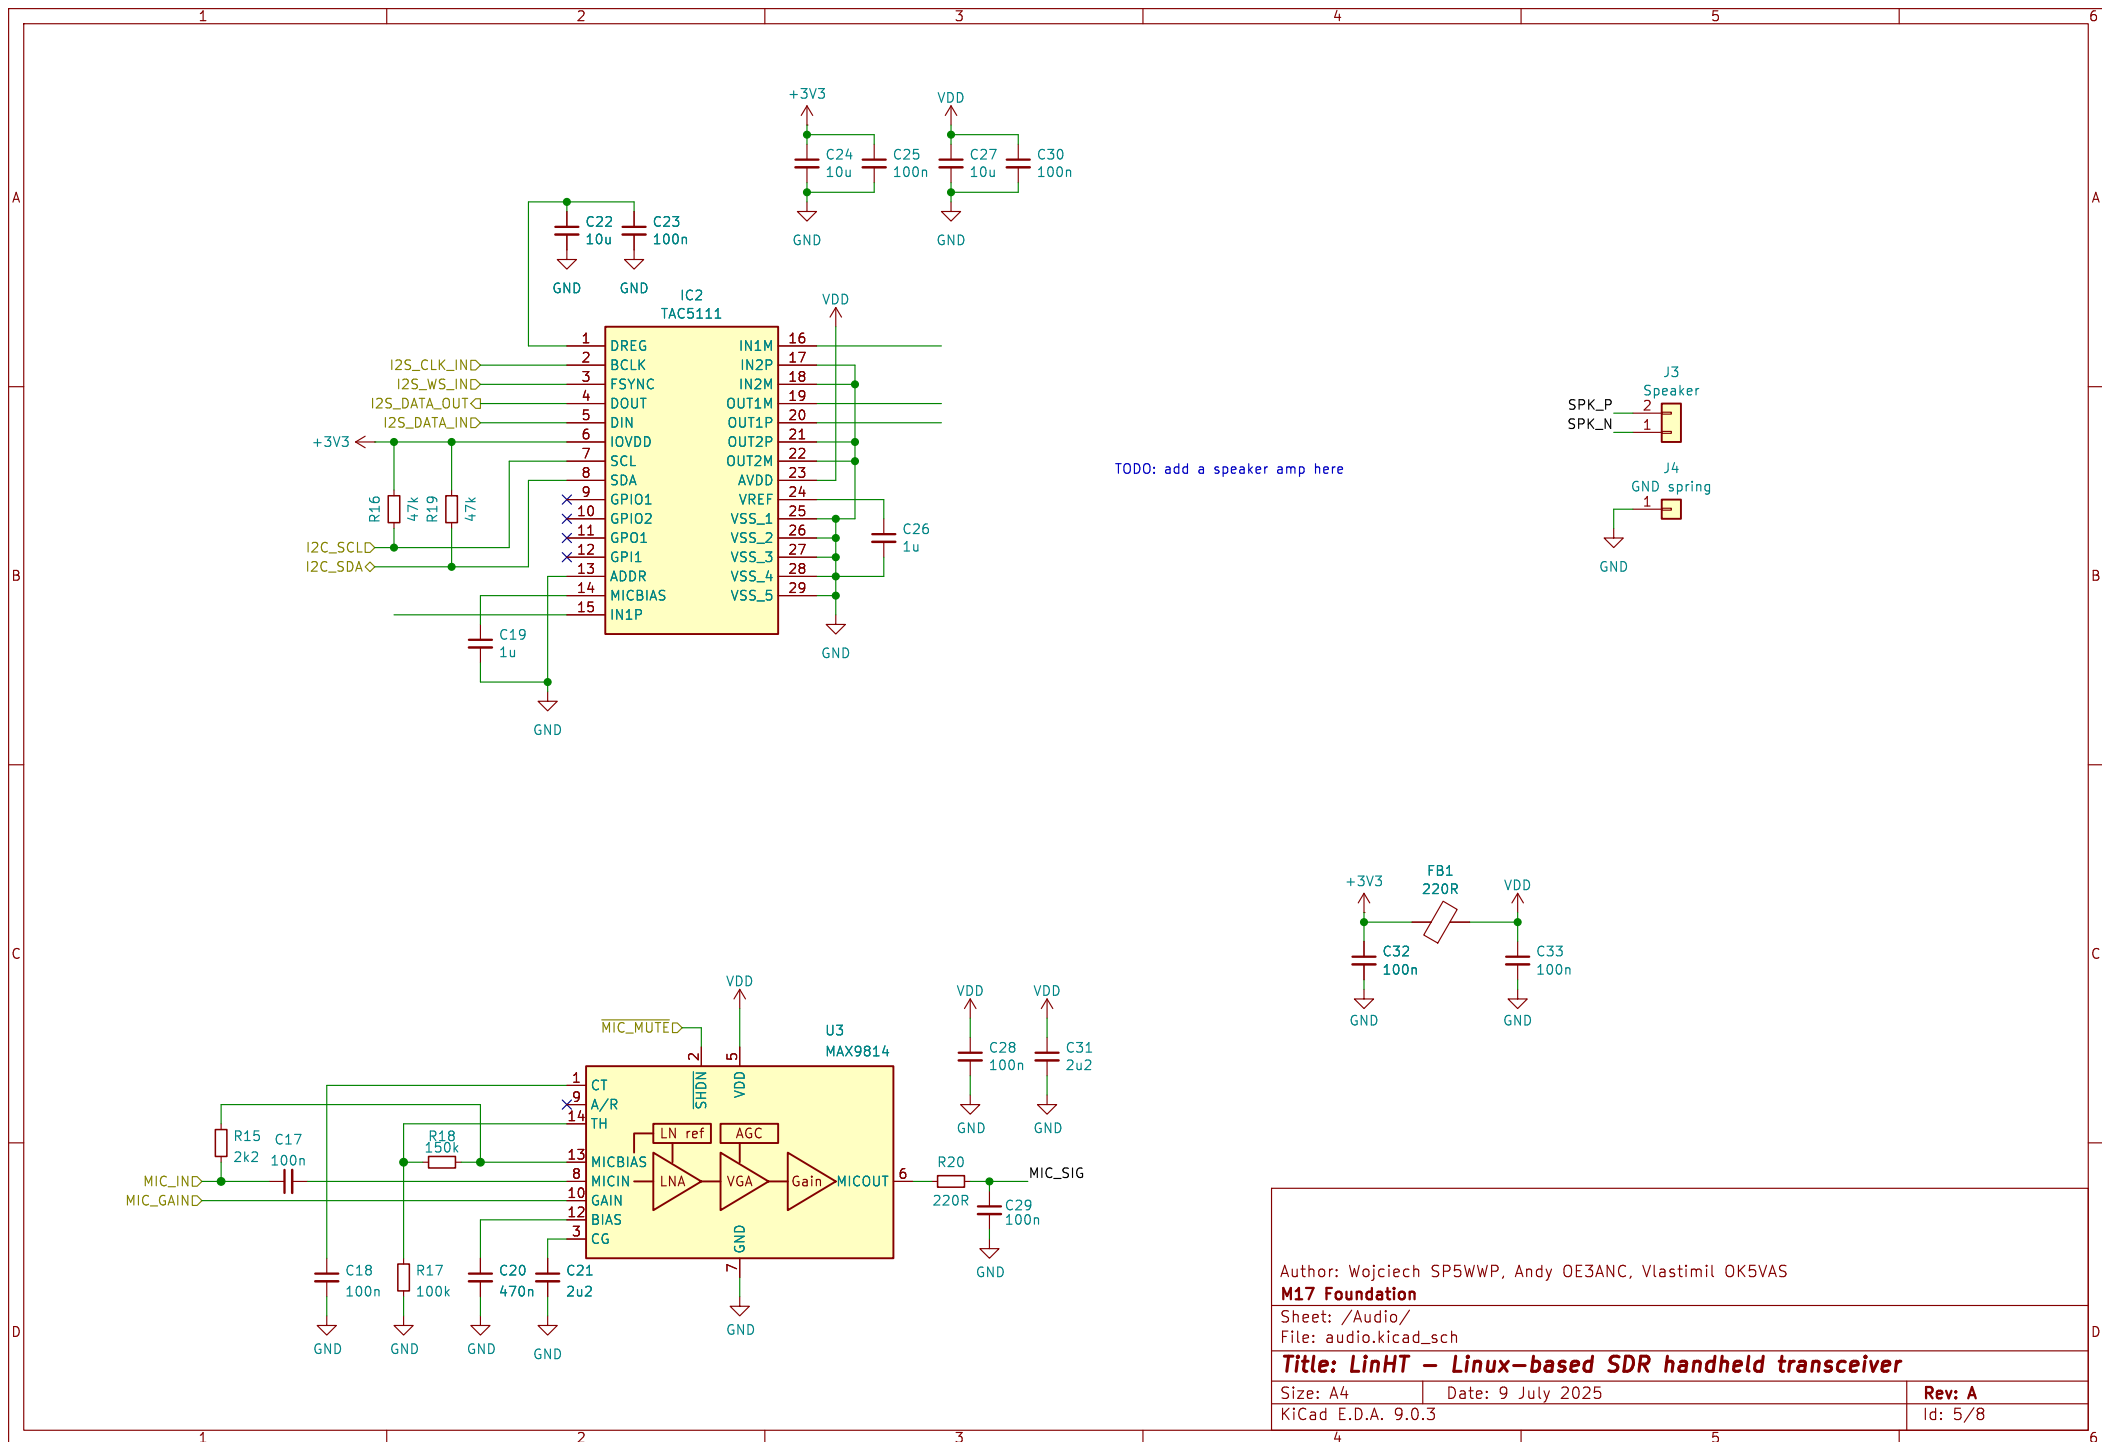 1 2 3 4 5 6
A
B
C
D
A
B
C
D
1 2 3 4 5 6
+3V3
C24
10u
C25
100n
GND
VDD
C27
10u
C30
100n
GND
C22
10u
C23
100n
GND
GND
IC2
TAC5111
VDD
1 DREG
2 BCLK
3 FSYNC
4 DOUT
5 DIN
6 IOVDD
7 SCL
8 SDA
9 GPIO1
10 GPIO2
11 GPO1
12 GPI1
13 ADDR
14 MICBIAS
15 IN1P
IN1M 16
IN2P 17
IN2M 18
OUT1M 19
OUT1P 20
OUT2P 21
OUT2M 22
AVDD 23
VREF 24
VSS_1 25
VSS_2 26
VSS_3 27
VSS_4 28
VSS_5 29
I2S_CLK_IN
I2S_WS_IN
I2S_DATA_OUT
I2S_DATA_IN
+3V3
R16
47k
R19
47k
I2C_SCL
I2C_SDA
C19
1u
GND
C26
1u
GND
TODO: add a speaker amp here
J3
Speaker
SPK_P 2
SPK_N 1
J4
GND spring
1
GND
+3V3
FB1
220R
VDD
C32
100n
C33
100n
GND
GND
VDD
MIC_MUTE
U3
MAX9814
2
5
SHDN
VDD
1 CT
9 A/R
14 TH
13 MICBIAS
8 MICIN
10 GAIN
12 BIAS
3 CG
LN ref
AGC
LNA
VGA
Gain
MICOUT 6
GND
7
GND
VDD
C28
100n
GND
VDD
C31
2u2
GND
R15
2k2
C17
100n
R18
150k
MIC_IN
MIC_GAIN
R20
220R
MIC_SIG
C29
100n
GND
C18
100n
GND
R17
100k
GND
C20
470n
GND
C21
2u2
GND
Author: Wojciech SP5WWP, Andy OE3ANC, Vlastimil OK5VAS
M17 Foundation
Sheet: /Audio/
File: audio.kicad_sch
Title: LinHT – Linux-based SDR handheld transceiver
Size: A4 Date: 9 July 2025 Rev: A
KiCad E.D.A. 9.0.3 Id: 5/8